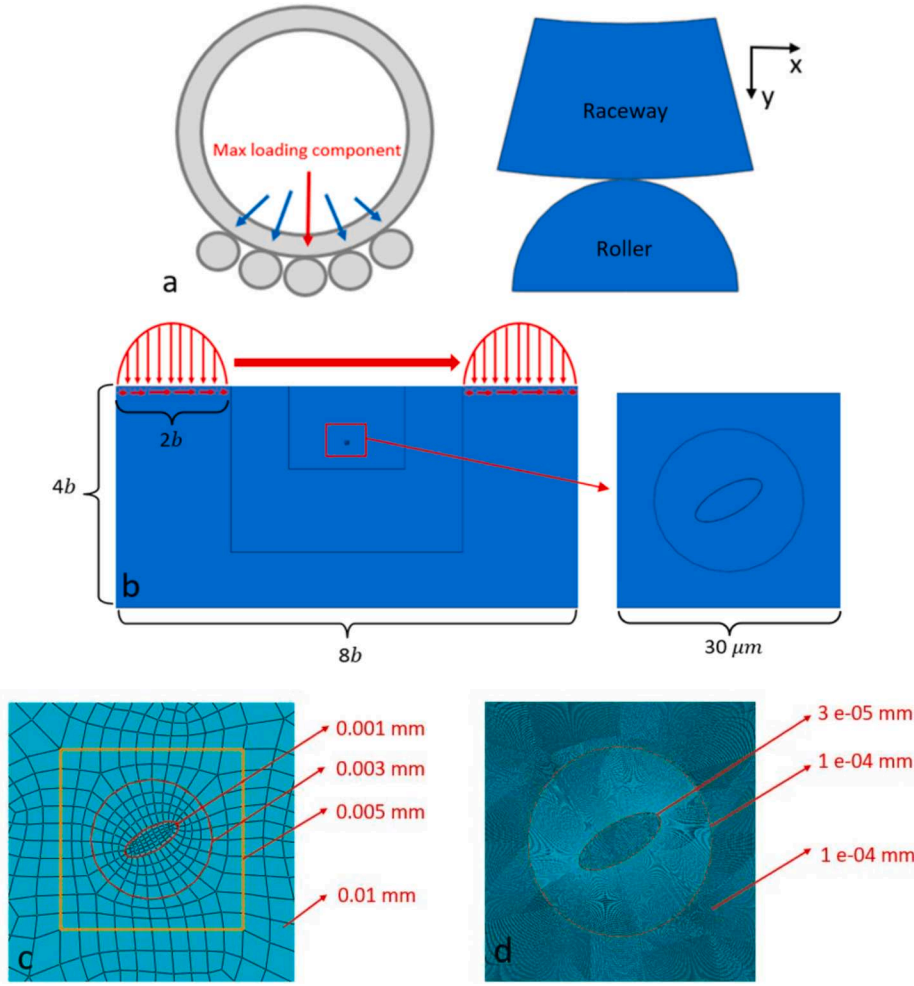 Max loading component
a
x
y
Raceway
Roller
2b
4b
b
8b
30 μm
0.001 mm
0.003 mm
0.005 mm
0.01 mm
c
3 e-05 mm
1 e-04 mm
1 e-04 mm
d